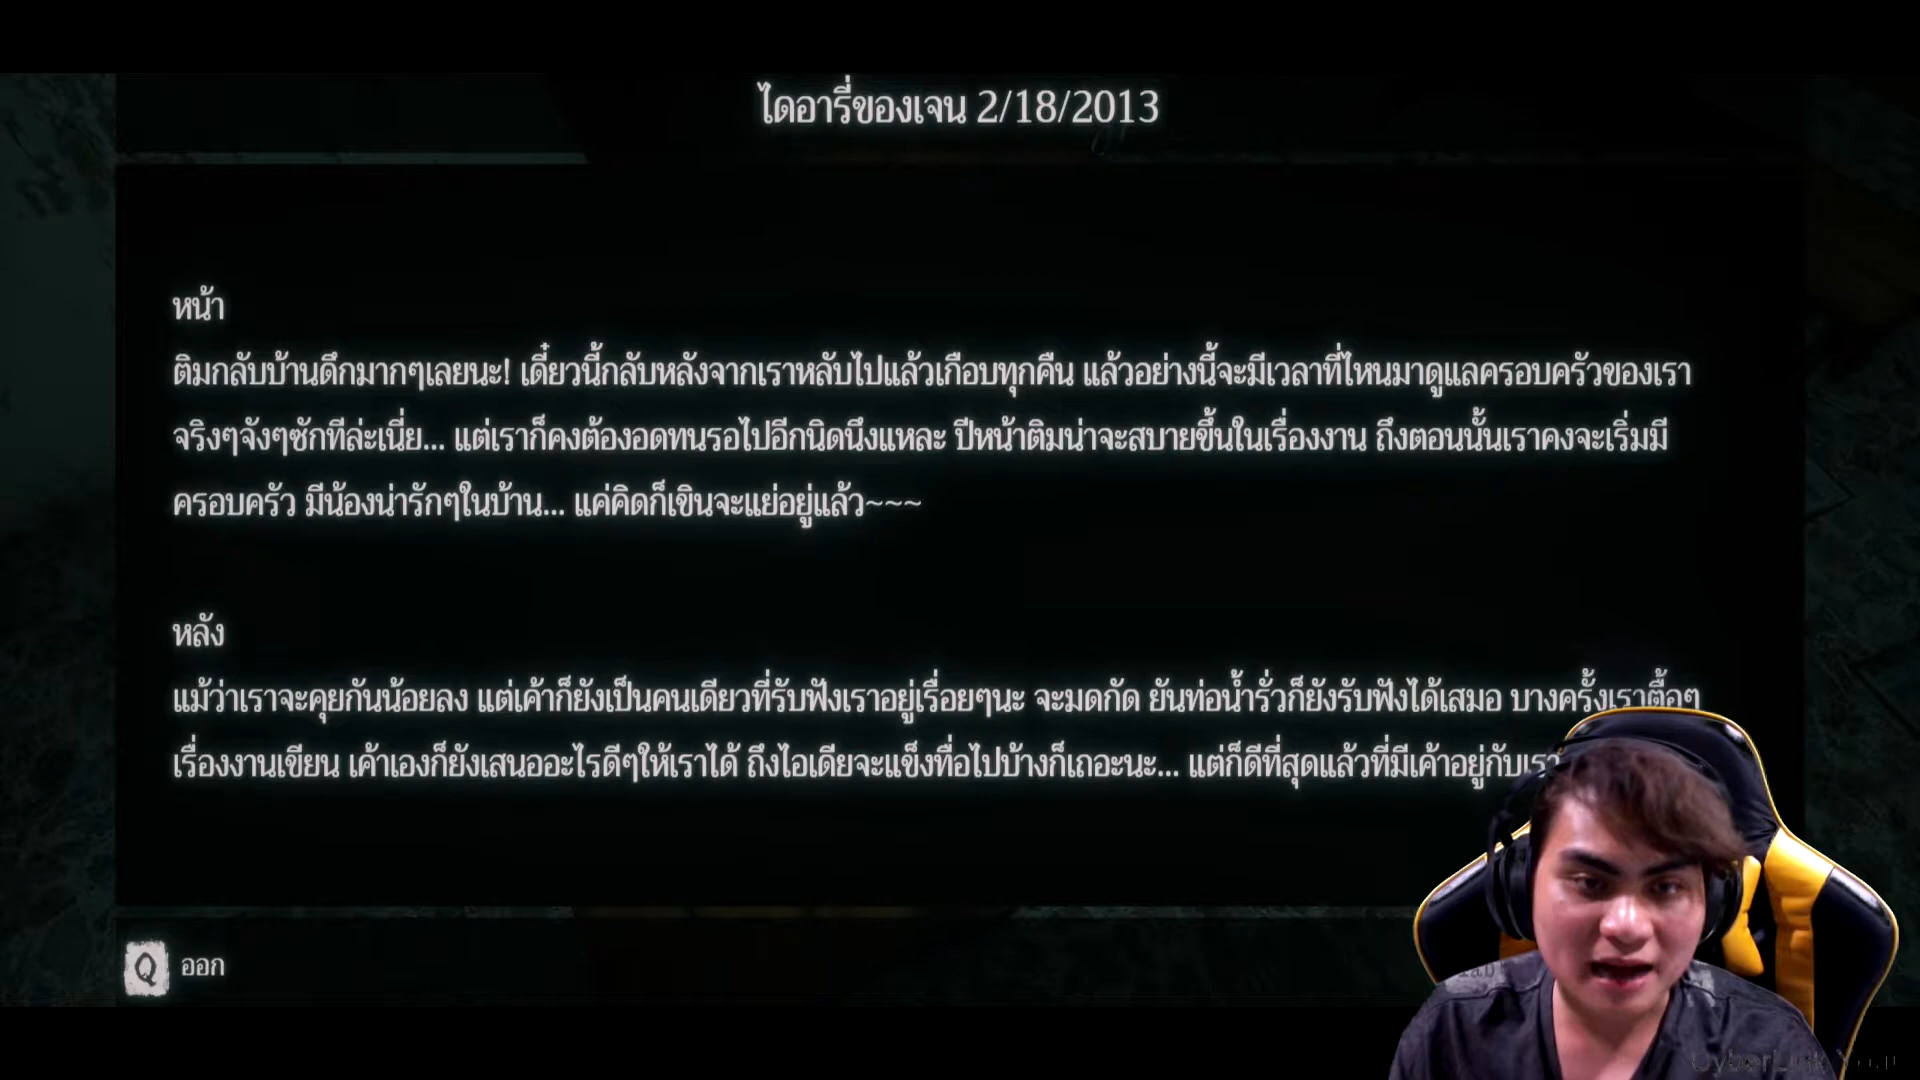 ไดอารี่ของเจน 2/18/2013
หน้า
ติมกลับบ้านดึกมากๆเลยนะ! เดี๋ยวนี้กลับหลังจากเราหลับไปแล้วเกือบทุกคืน แล้วอย่างนี้จะมีเวลาที่ไหนมาดูแลครอบครัวของเรา
จริงๆจังๆซักทีล่ะเนี่ย... แต่เราก็คงต้องอดทนรอไปอีกนิดนึงแหละ ปีหน้าติมน่าจะสบายขึ้นในเรื่องงาน ถึงตอนนั้นเราคงจะเริ่มมี
ครอบครัว มีน้องน่ารักๆในบ้าน... แค่คิดก็เขินจะแย่อยู่แล้ว~~~
หลัง
แม้ว่าเราจะคุยกันน้อยลง แต่เค้าก็ยังเป็นคนเดียวที่รับฟังเราอยู่เรื่อยๆนะ จะมดกัด ยันท่อน้ำรั่วก็ยังรับฟังได้เสมอ บางครั้งเราตื้อๆ
เรื่องงานเขียน เค้าเองก็ยังเสนออะไรดีๆให้เราได้ ถึงไอเดียจะแข็งทื่อไปบ้างก็เถอะนะ... แต่ก็ดีที่สุดแล้วที่มีเค้าอยู่กับเรา
Q ออก
CyberLink